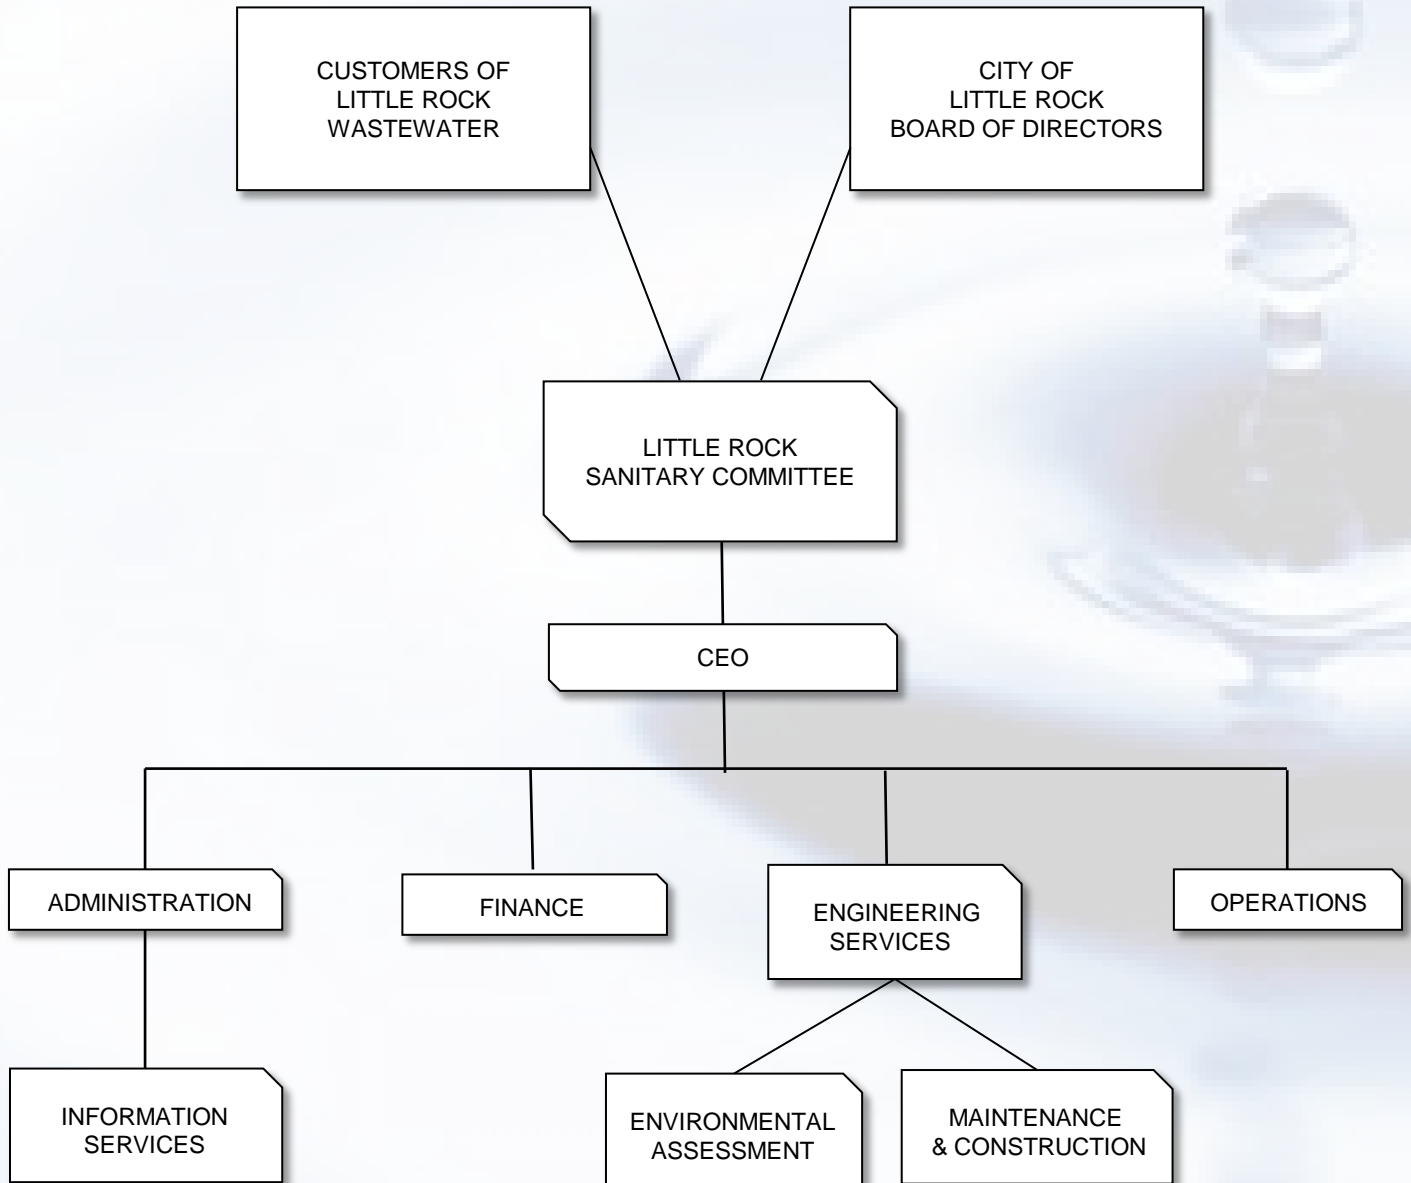 CUSTOMERS OF
LITTLE ROCK
WASTEWATER
CITY OF
LITTLE ROCK
BOARD OF DIRECTORS
LITTLE ROCK
SANITARY COMMITTEE
CEO
ADMINISTRATION
FINANCE
ENGINEERING
SERVICES
OPERATIONS
INFORMATION
SERVICES
ENVIRONMENTAL
ASSESSMENT
MAINTENANCE
& CONSTRUCTION